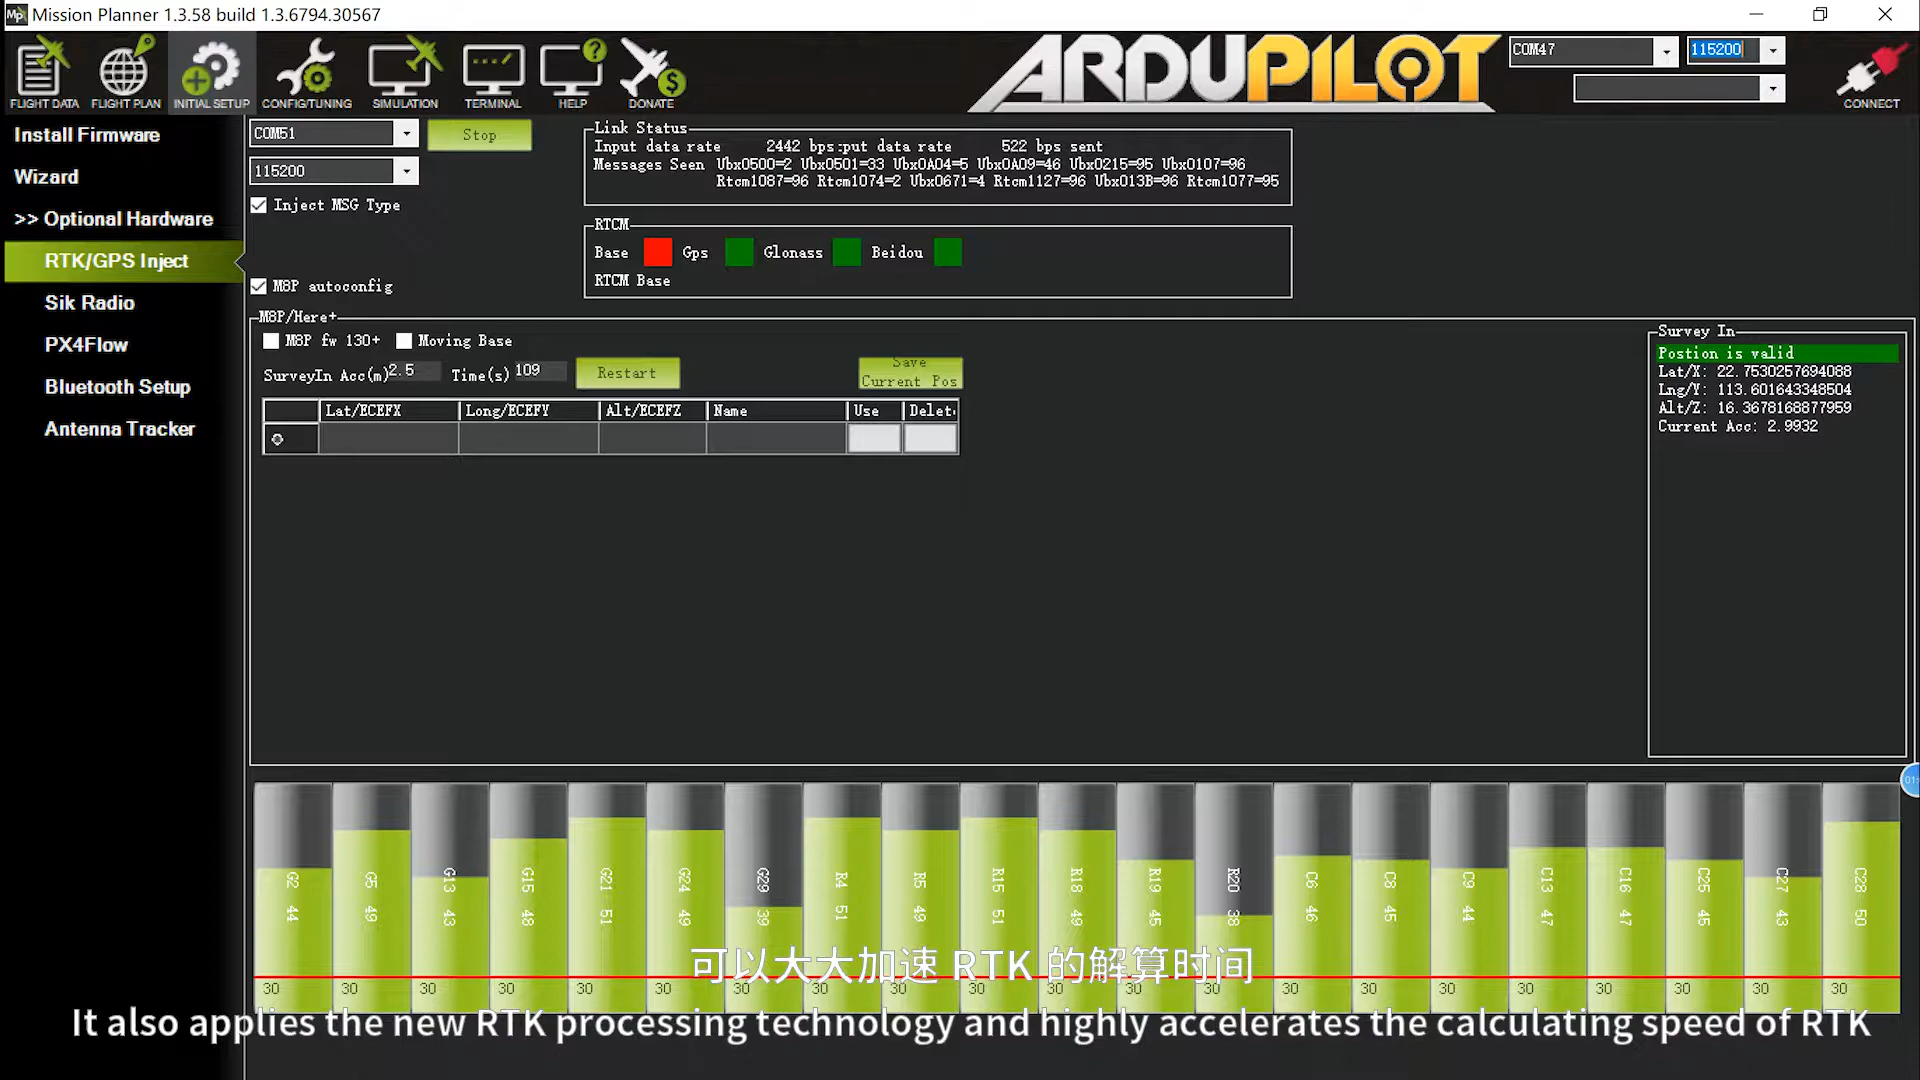 Mission Planner 1.3.58 build 1.3.6794.30567
FLIGHT DATA FLIGHT PLAN INITIAL SETUP CONFIG/TUNING SIMULATION TERMINAL HELP DONATE
ARDUPILOT
COM47 115200
CONNECT
Install Firmware
Wizard
>> Optional Hardware
RTK/GPS Inject
Sik Radio
PX4Flow
Bluetooth Setup
Antenna Tracker
COM51 Stop
115200
Inject MSG Type
M8P autoconfig
Link Status
Input data rate 2442 bps:put data rate 522 bps sent
Messages Seen Ubx0500=2 Ubx0501=33 Ubx0A04=5 Ubx0A09=46 Ubx0215=95 Ubx0107=96
Rtcm1087=96 Rtcm1074=2 Ubx0671=4 Rtcm1127=96 Ubx013B=96 Rtcm1077=95
RTCM
Base Gps Glonass Beidou
RTCM Base
M8P/Here+
M8P fw 130+ Moving Base
SurveyIn Acc(m) 2.5 Time(s) 109 Restart
Save
Current Pos
Lat/ECEFX Long/ECEFY Alt/ECEFZ Name Use Delet
Survey In
Postion is valid
Lat/X: 22.7530257694088
Lng/Y: 113.601643348504
Alt/Z: 16.3678168877959
Current Acc: 2.9932
01:
G2 44
G5 49
G13 43
G15 48
G21 51
G24 49
G29 39
R4 51
R5 49
R15 51
R18 49
R19 45
R20 38
C6 46
C8 45
C9 44
C13 47
C16 47
C25 45
C27 43
C28 50
可以大大加速 RTK 的解算时间
30 30 30 30 30 30 30 30 30 30 30 30 30 30 30 30 30 30 30 30 30
It also applies the new RTK processing technology and highly accelerates the calculating speed of RTK